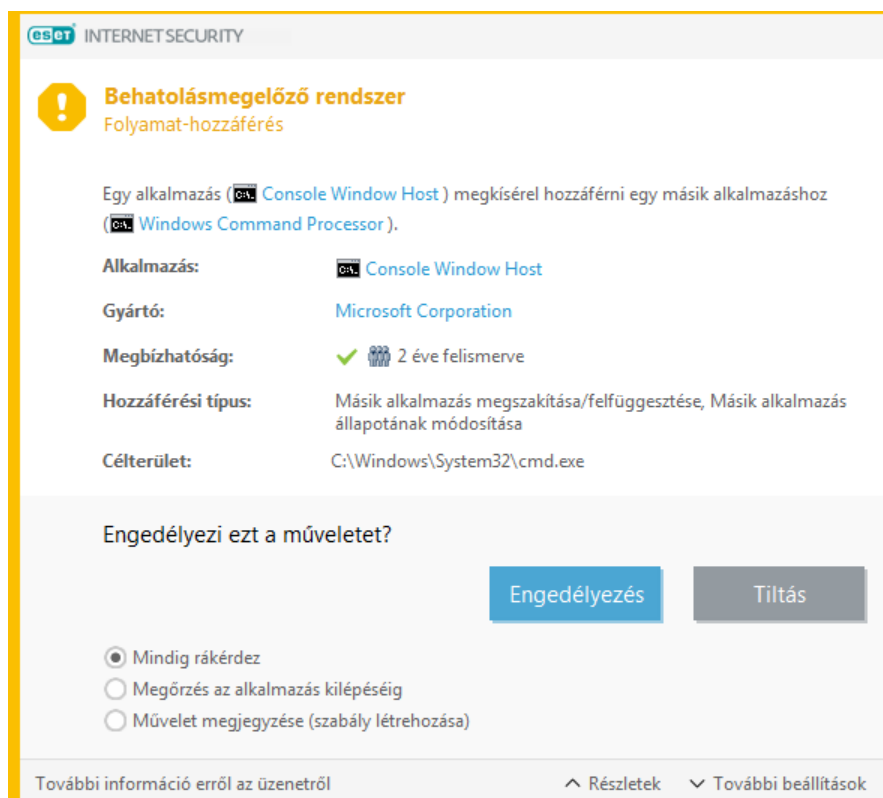 eset INTERNET SECURITY
Behatolásmegelőző rendszer
Folyamat-hozzáférés
Egy alkalmazás ( Console Window Host ) megkísérel hozzáférni egy másik alkalmazáshoz
( Windows Command Processor ).
Alkalmazás: Console Window Host
Gyártó: Microsoft Corporation
Megbízhatóság: 2 éve felismerve
Hozzáférési típus: Másik alkalmazás megszakítása/felfüggesztése, Másik alkalmazás
állapotának módosítása
Célterület: C:\Windows\System32\cmd.exe
Engedélyezi ezt a műveletet?
Engedélyezés Tiltás
Mindig rákérdez
Megőrzés az alkalmazás kilépéséig
Művelet megjegyzése (szabály létrehozása)
További információ erről az üzenetről Részletek További beállítások